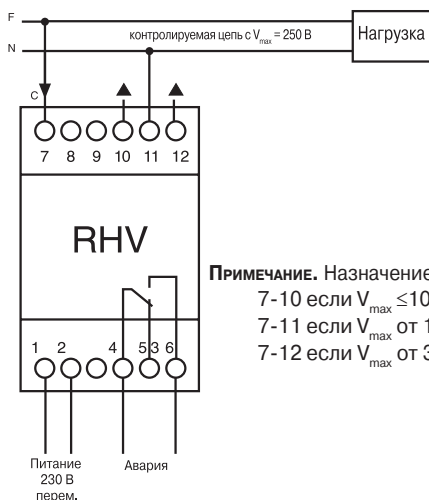 F
N
контролируемая цепь с Vmax = 250 В
Нагрузка
C
7 8 9 10 11 12
RHV
Примечание. Назначение
7-10 если Vmax ≤10
7-11 если Vmax от 1
7-12 если Vmax от 3
1 2 4 5 3 6
Питание
230 В
перем.
Авария